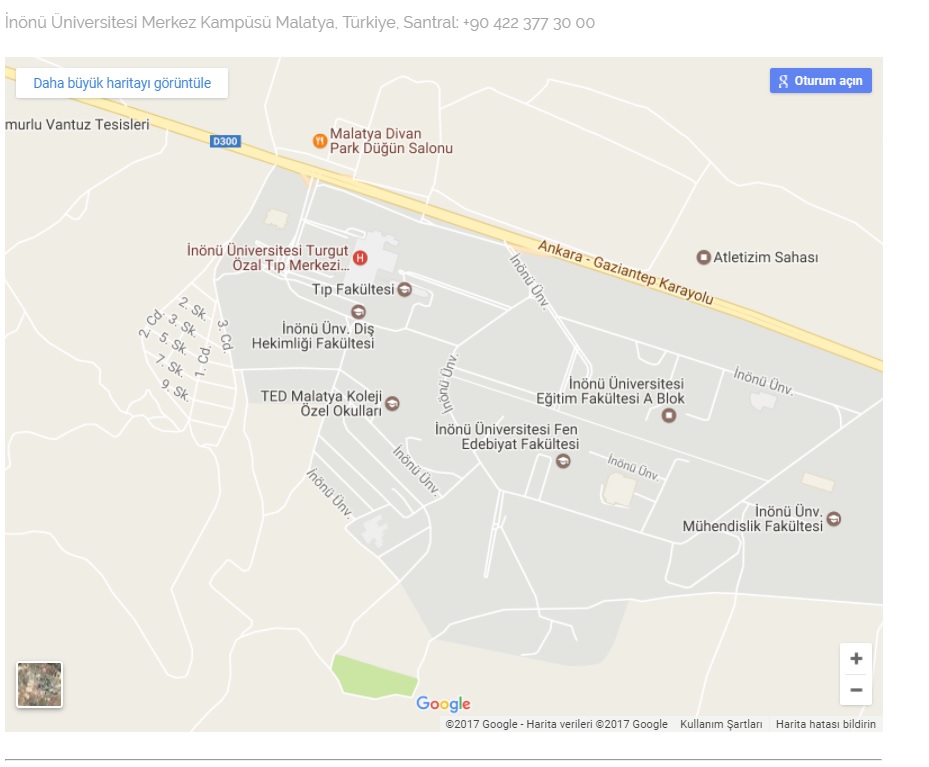 İnönü Üniversitesi Merkez Kampüsü Malatya, Türkiye, Santral: +90 422 377 30 00
Daha büyük haritayı görüntüle
Oturum açın
murlu Vantuz Tesisleri
D300
Malatya Divan
Park Düğün Salonu
Ankara - Gaziantep Karayolu
Atletizim Sahası
İnönü Üniversitesi Turgut
Özal Tıp Merkezi...
İnönü Ünv.
Tıp Fakültesi
2. Sk.
2. Cd.
3. Sk.
3. Cd.
5. Sk.
1. Cd.
7. Sk.
9. Sk.
İnönü Ünv. Diş
Hekimliği Fakültesi
İnönü Ünv.
İnönü Ünv.
İnönü Üniversitesi
Eğitim Fakültesi A Blok
TED Malatya Koleji
Özel Okulları
İnönü Üniversitesi Fen
Edebiyat Fakültesi
İnönü Ünv.
İnönü Ünv.
İnönü Ünv.
İnönü Ünv.
Mühendislik Fakültesi
+
−
Google
©2017 Google - Harita verileri ©2017 Google Kullanım Şartları Harita hatası bildirin